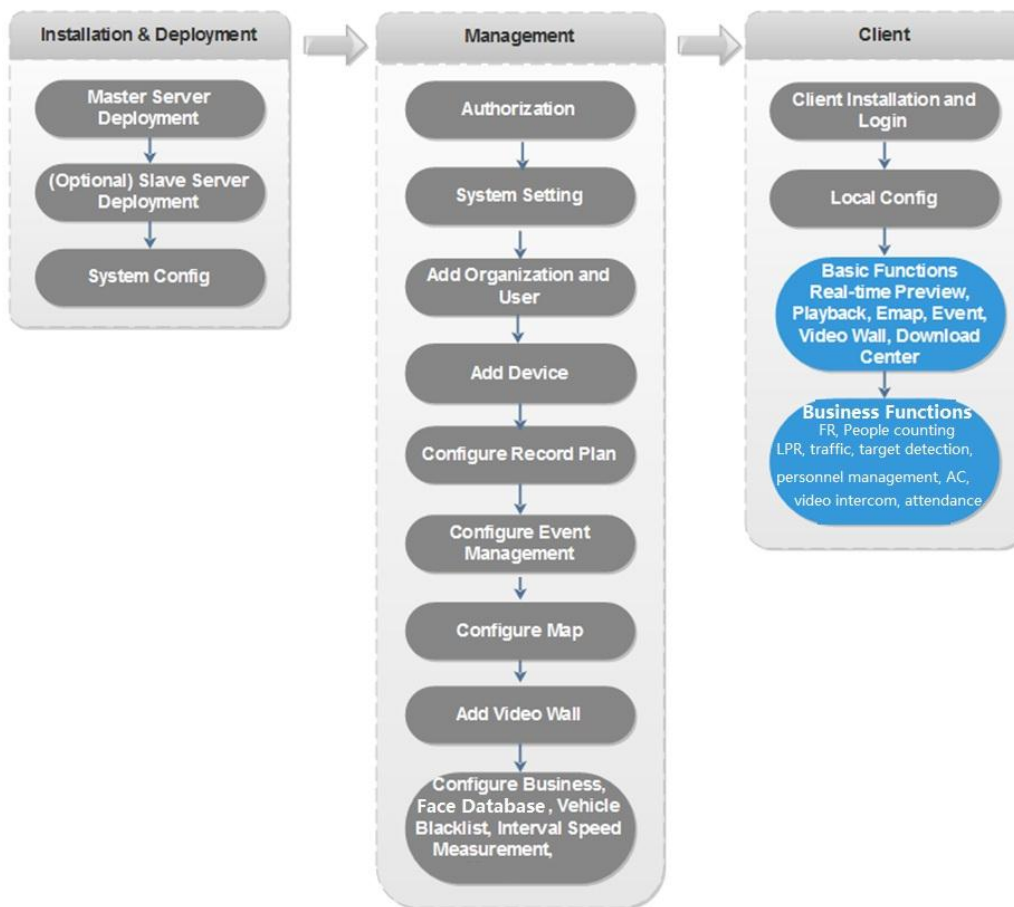 Installation & Deployment
Master Server
Deployment
(Optional) Slave Server
Deployment
System Config
Management
Authorization
System Setting
Add Organization and
User
Add Device
Configure Record Plan
Configure Event
Management
Configure Map
Add Video Wall
Configure Business,
Face Database, Vehicle
Blacklist, Interval Speed
Measurement,
Client
Client Installation and
Login
Local Config
Basic Functions
Real-time Preview,
Playback, Emap, Event,
Video Wall, Download
Center
Business Functions
FR, People counting
LPR, traffic, target detection,
personnel management, AC,
video intercom, attendance